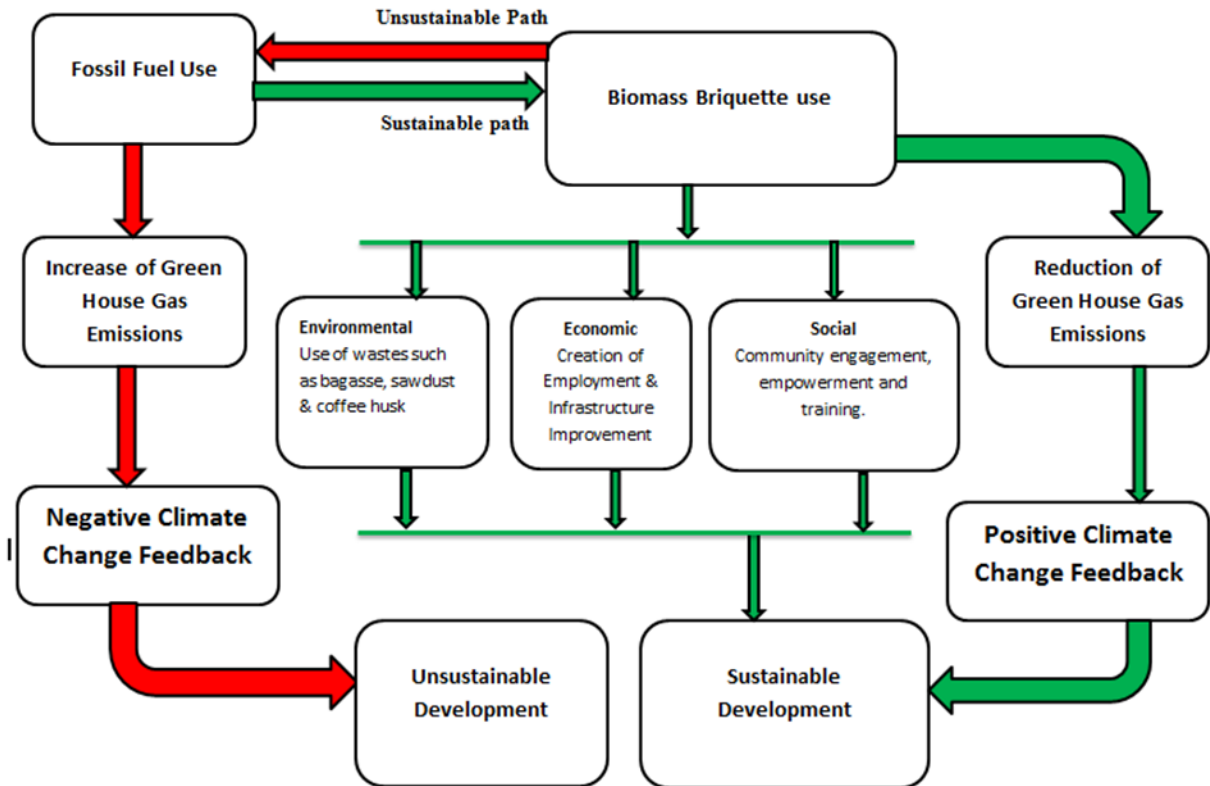 Unsustainable Path
Fossil Fuel Use
Biomass Briquette use
Sustainable path
Increase of Green
House Gas
Emissions
Environmental
Use of wastes such
as bagasse, sawdust
& coffee husk
Economic
Creation of
Employment &
Infrastructure
Improvement
Social
Community engagement,
empowerment and
training.
Reduction of
Green House Gas
Emissions
Negative Climate
Change Feedback
Positive Climate
Change Feedback
Unsustainable
Development
Sustainable
Development